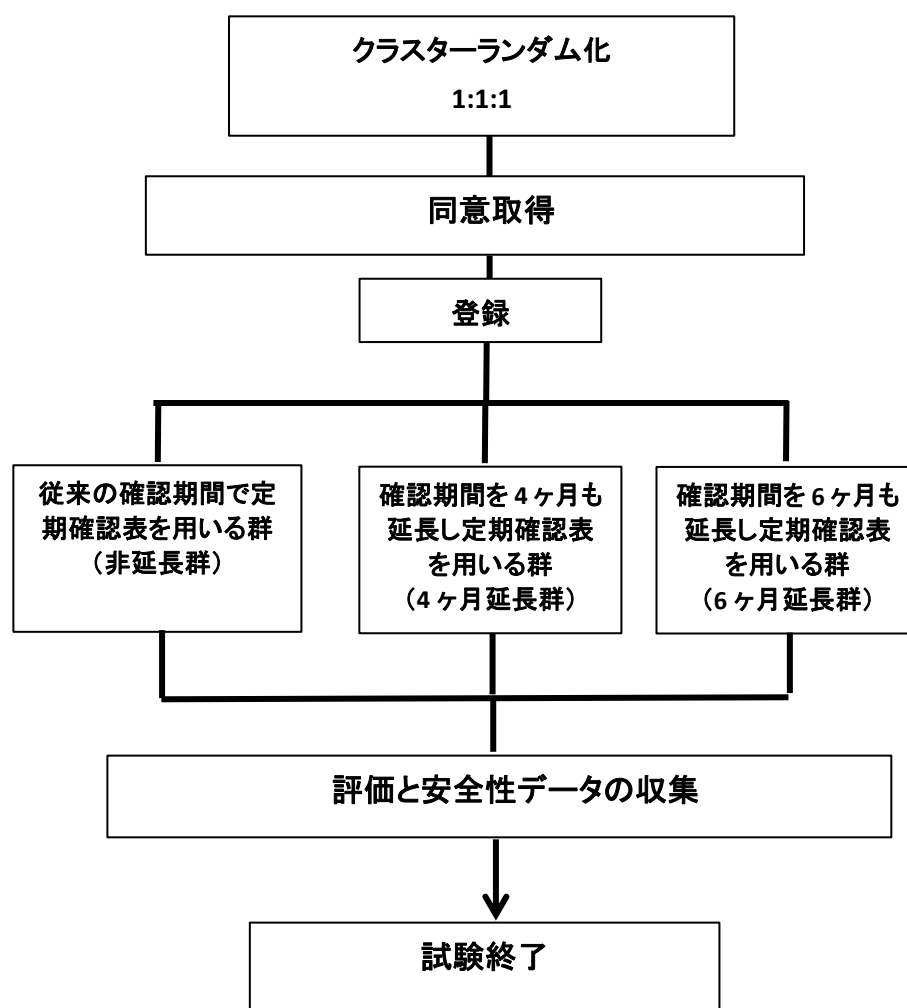 クラスターランダム化
1:1:1
同意取得
登録
従来の確認期間で定
期確認表を用いる群
（非延長群）
確認期間を 4 ヶ月も
延長し定期確認表
を用いる群
（4 ヶ月延長群）
確認期間を 6 ヶ月も
延長し定期確認表
を用いる群
（6 ヶ月延長群）
評価と安全性データの収集
試験終了